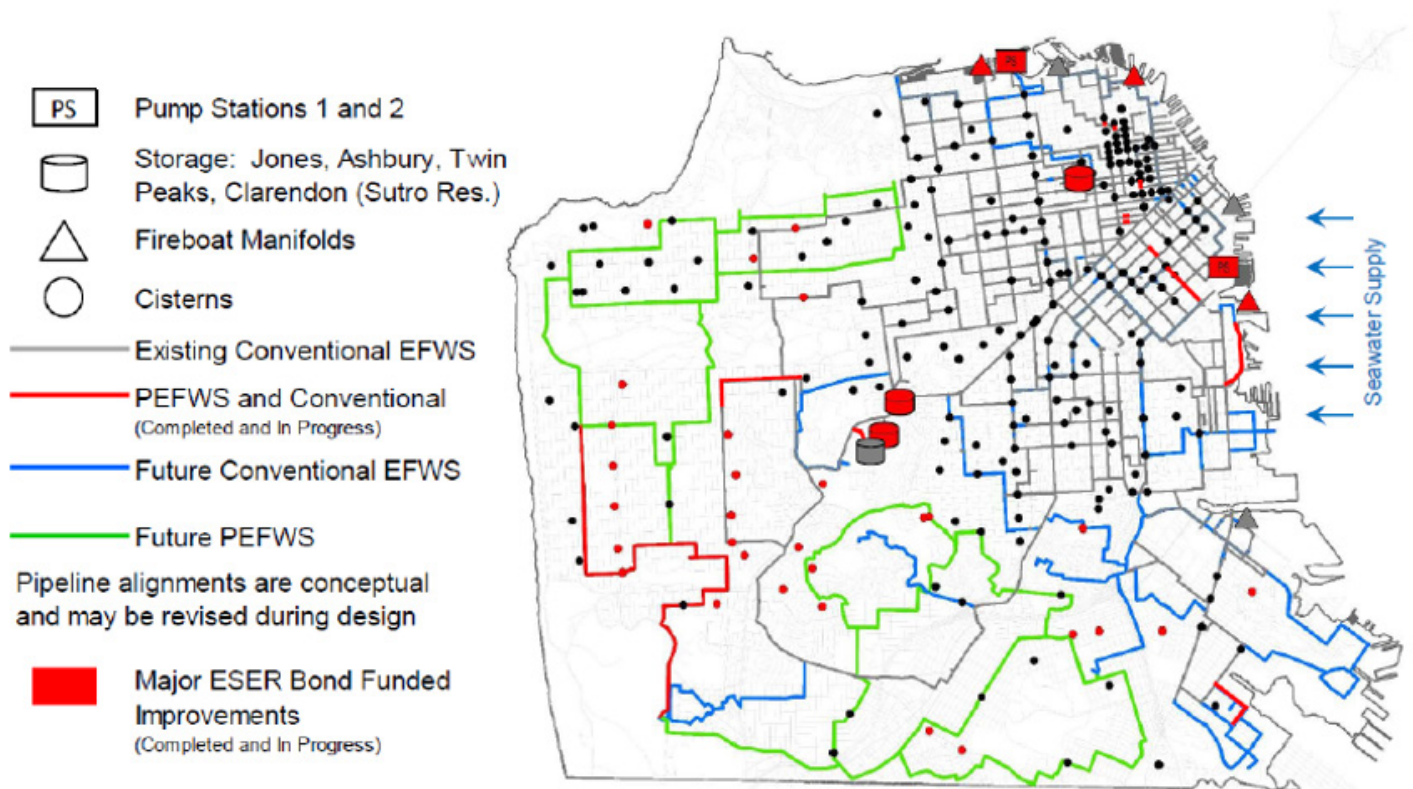 PS
Pump Stations 1 and 2
Storage: Jones, Ashbury, Twin
Peaks, Clarendon (Sutro Res.)
Fireboat Manifolds
Cisterns
Existing Conventional EFWS
PEFWS and Conventional
(Completed and In Progress)
Future Conventional EFWS
Future PEFWS
Pipeline alignments are conceptual
and may be revised during design
Major ESER Bond Funded
Improvements
(Completed and In Progress)
PS
PS
Seawater Supply